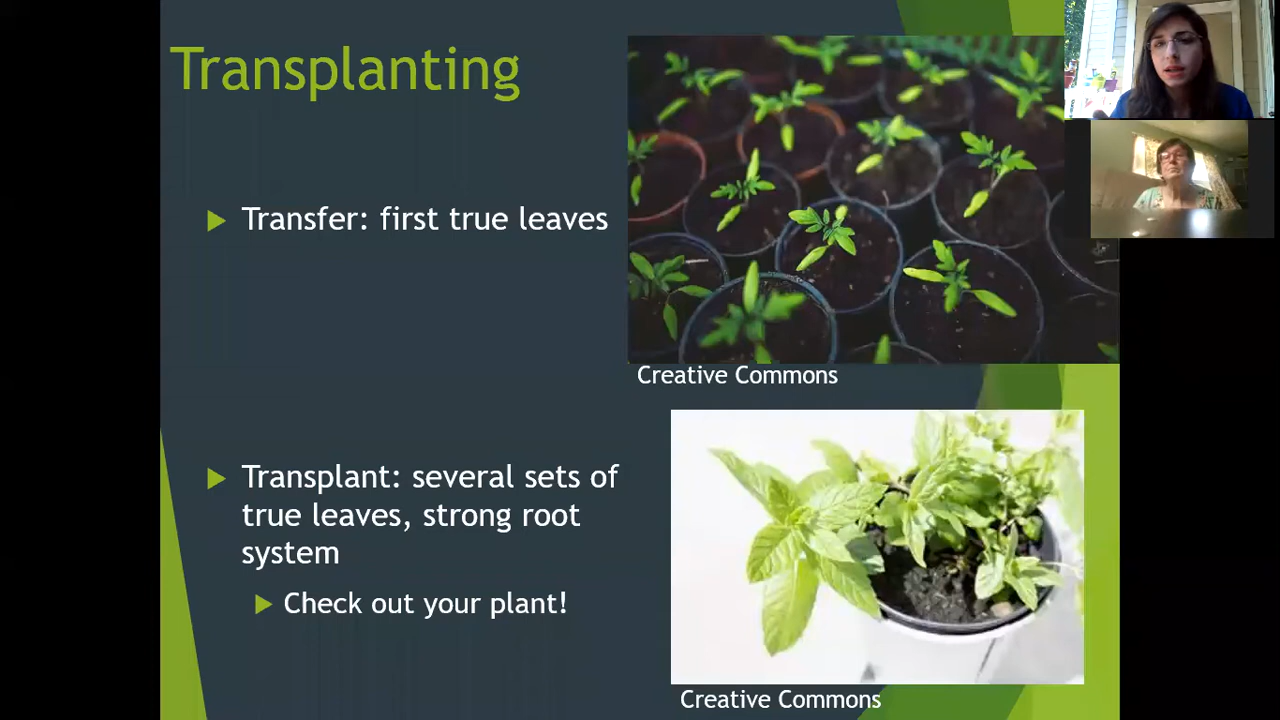 Transplanting
Transfer: first true leaves
Creative Commons
Transplant: several sets of
true leaves, strong root
system
Check out your plant!
Creative Commons